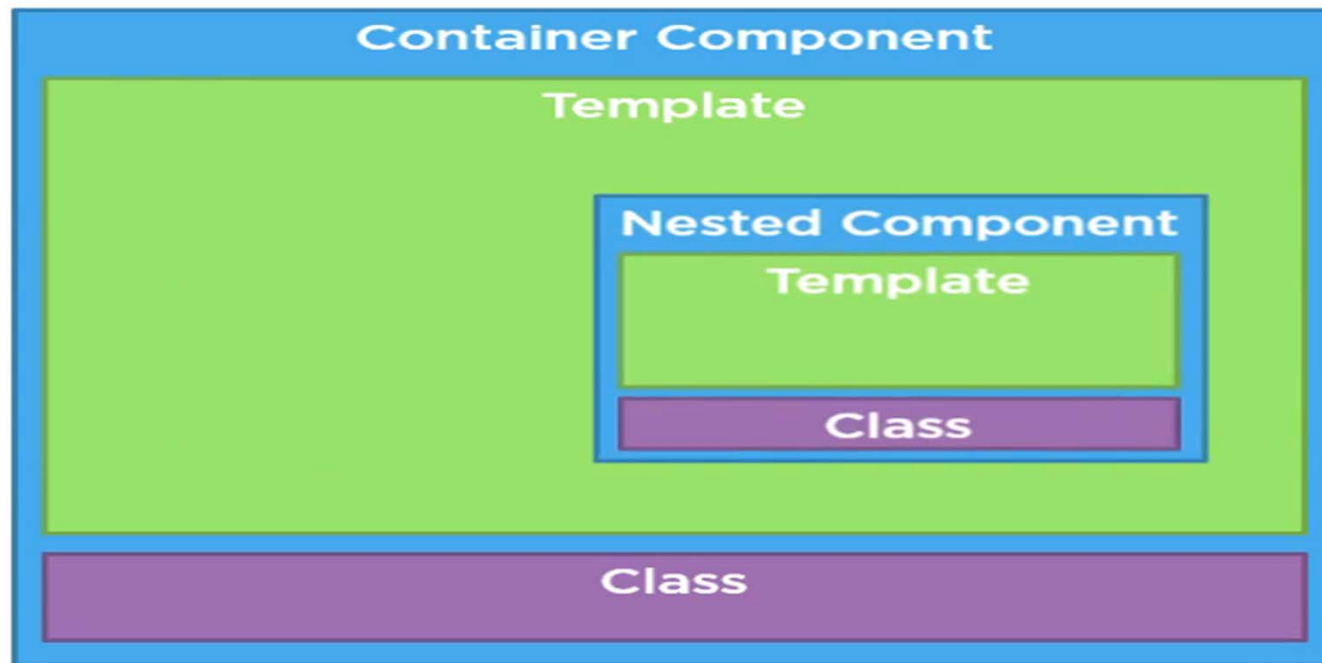 Container Component
Template
Nested Component
Template
Class
Class